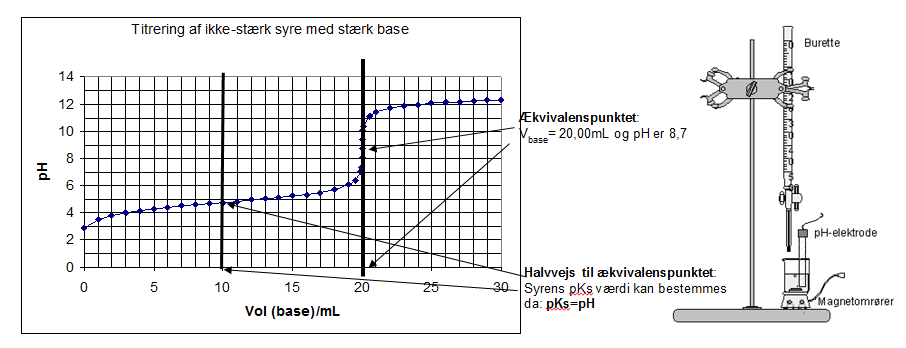 Titrering af ikke-stærk syre med stærk base
14
12
10
8
6
4
2
0
pH
0
5
10
15
20
25
30
Vol (base)/mL
Ækvivalenspunktet:
Vbase= 20,00mL og pH er 8,7
Halvvejs til ækvivalenspunktet:
Syrens pKs værdi kan bestemmes
da: pKs=pH
Burette
pH-elektrode
Magnetomrører